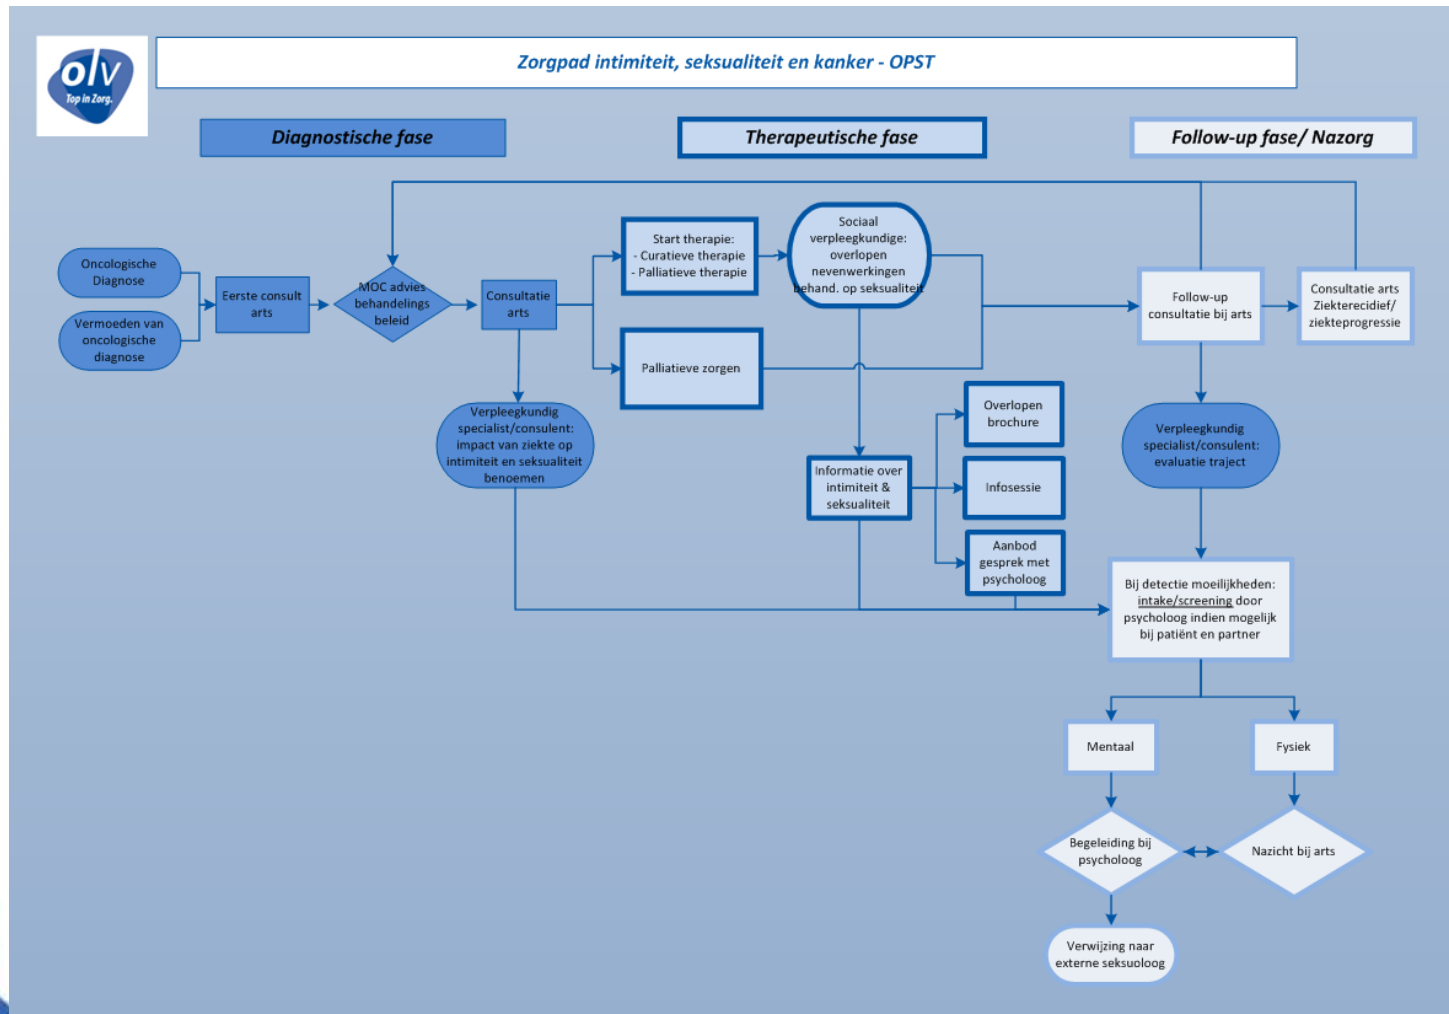 olv
Top in Zorg.
Zorgpad intimiteit, seksualiteit en kanker - OPST
Diagnostische fase
Therapeutische fase
Follow-up fase/ Nazorg
Oncologische
Diagnose
Vermoeden van
oncologische
diagnose
Eerste consult
arts
MOC advies
behandelings
beleid
Consultatie
arts
Verpleegkundig
specialist/consulent:
impact van ziekte op
intimiteit en seksualiteit
benoemen
Start therapie:
- Curatieve therapie
- Palliatieve therapie
Palliatieve zorgen
Sociaal
verpleegkundige:
overlopen
nevenwerkingen
behand. op seksualiteit
Informatie over
intimiteit &
seksualiteit
Overlopen
brochure
Infosessie
Aanbod
gesprek met
psycholoog
Follow-up
consultatie bij arts
Consultatie arts
Ziekterecidief/
ziekteprogressie
Verpleegkundig
specialist/consulent:
evaluatie traject
Bij detectie moeilijkheden:
intake/screening door
psycholoog indien mogelijk
bij patiënt en partner
Mentaal
Fysiek
Begeleiding bij
psycholoog
Nazicht bij arts
Verwijzing naar
externe seksuoloog